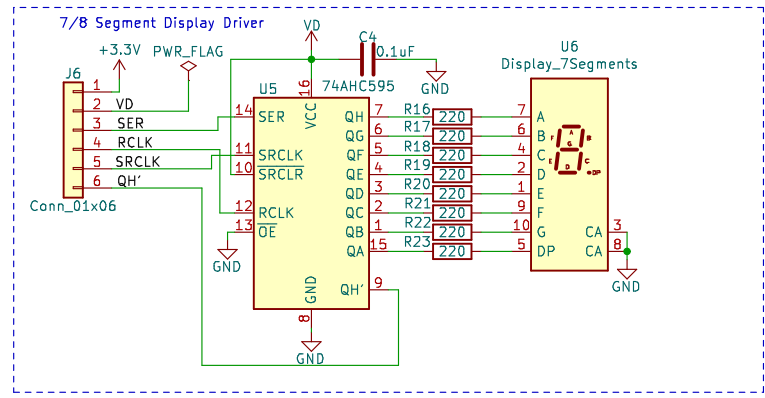 7/8 Segment Display Driver
VD
+3.3V
PWR_FLAG
C4
0.1uF
GND
J6
1
2 VD
3 SER
4 RCLK
5 SRCLK
6 QH'
Conn_01x06
U5
74AHC595
16
VCC
14 SER
11 SRCLK
10 SRCLR
12 RCLK
13 OE
GND
QH 7
QG 6
QF 5
QE 4
QD 3
QC 2
QB 1
QA 15
QH' 9
GND
8
GND
R16 220
R17 220
R18 220
R19 220
R20 220
R21 220
R22 220
R23 220
U6
Display_7Segments
7 A
6 B
4 C
2 D
1 E
9 F
10 G
5 DP
A
F B
G
E C
D
DP
CA 3
CA 8
GND